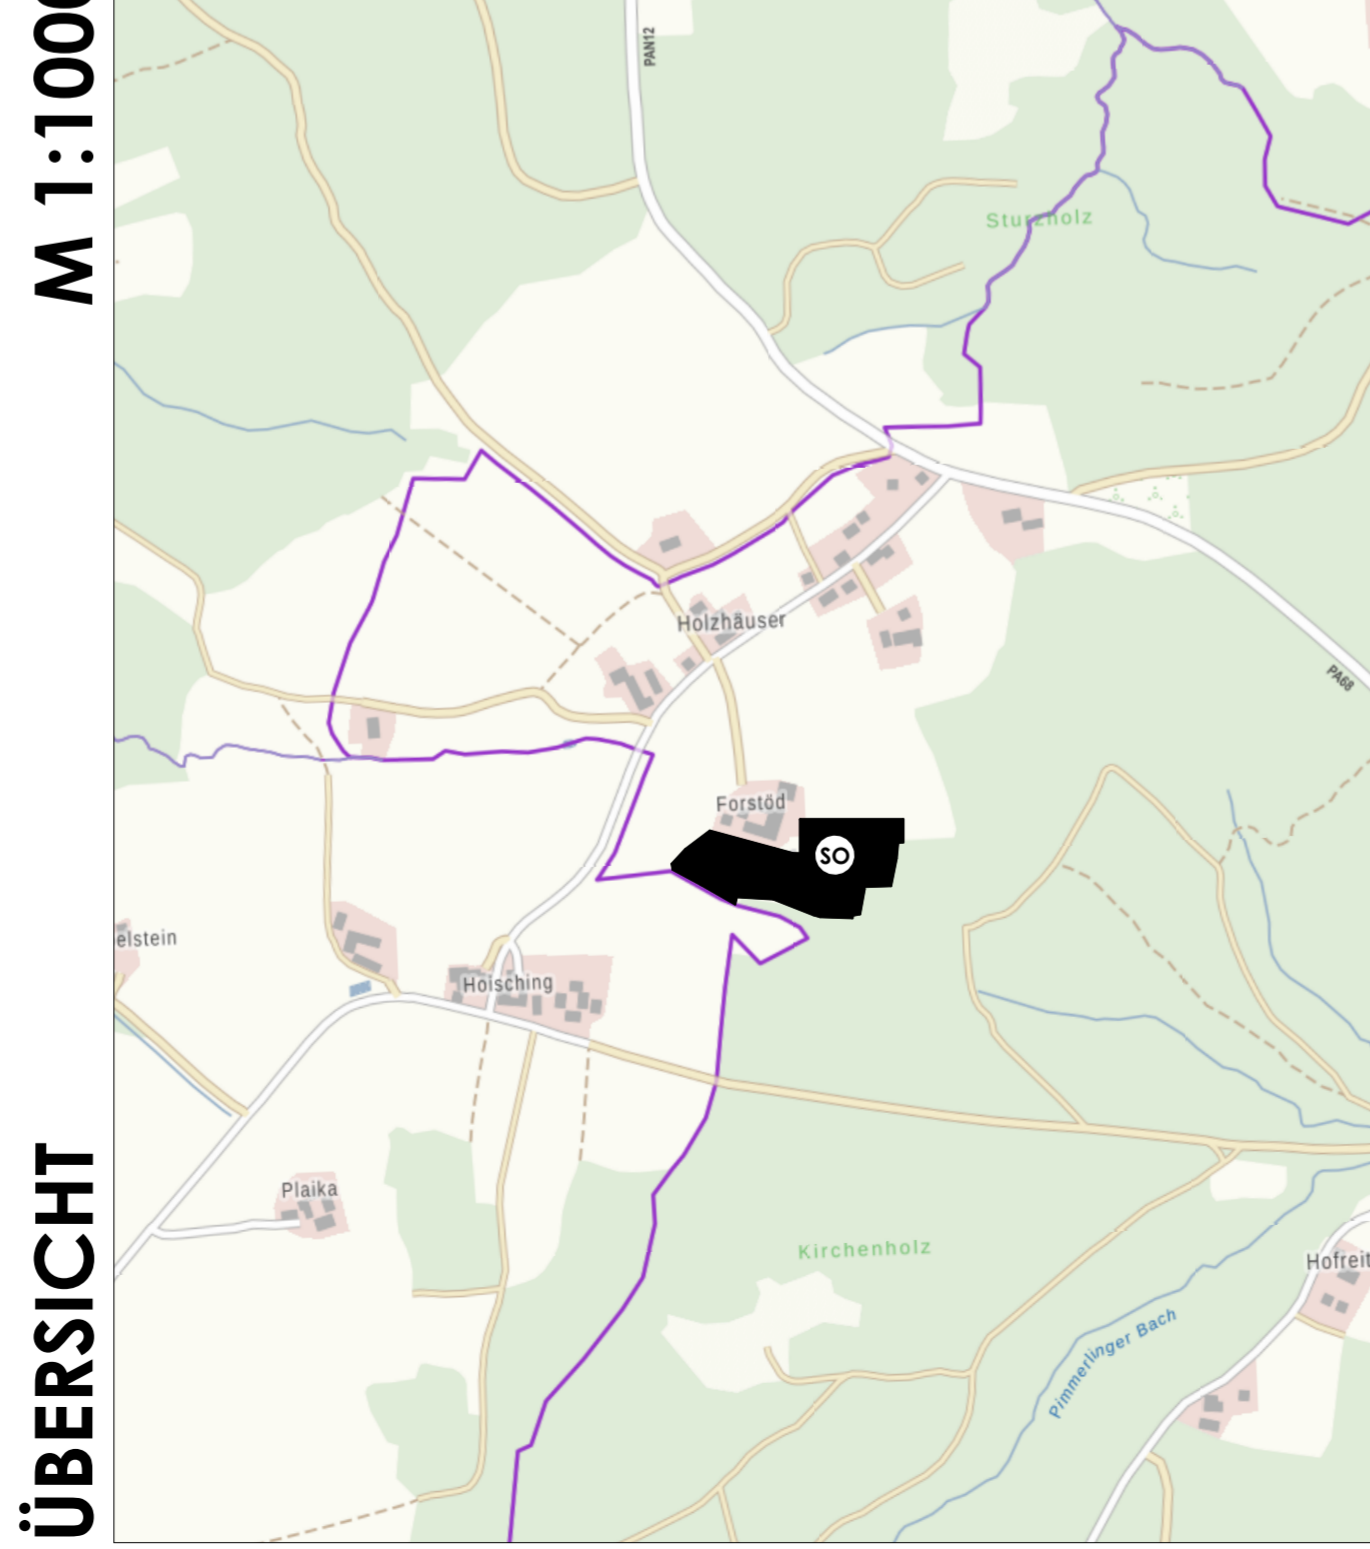 ÜBERSICHT
M 1:1000
PAN12
Sturzholz
Holzhäuser
PA68
Forstöd
SO
elstein
Hoisching
Plaika
Kirchenholz
Hofreit
Pimmerlinger Bach